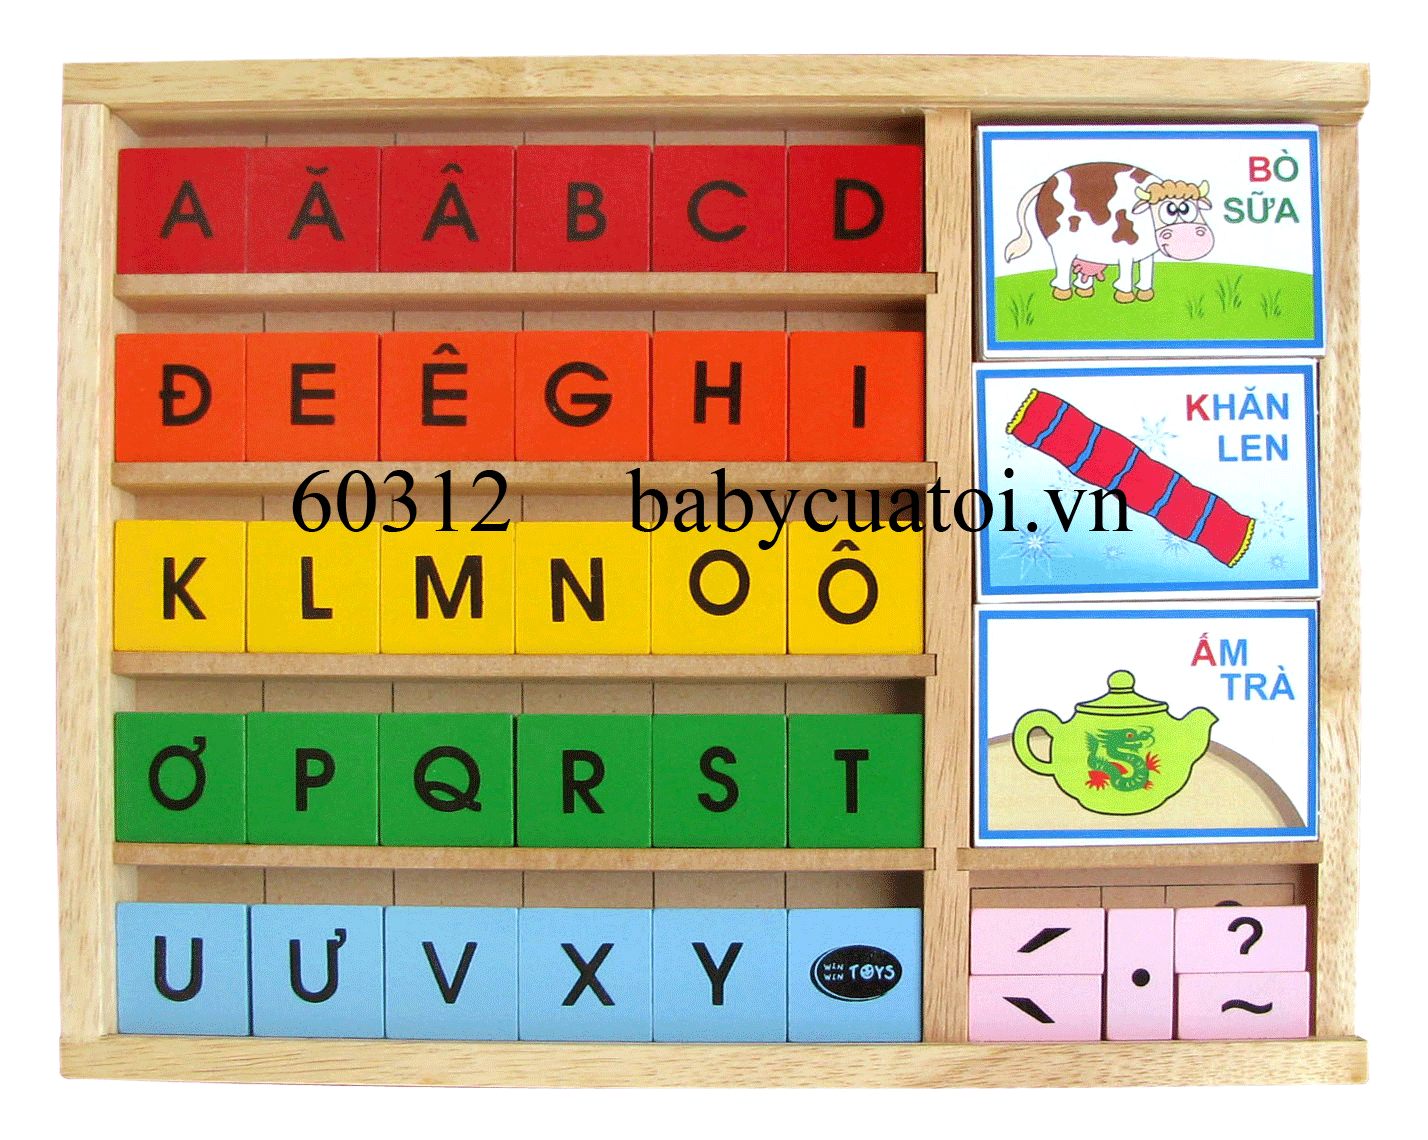 A Ă Â B C D
Đ E Ê G H I
K L M N O Ô
Ơ P Q R S T
U Ư V X Y WIN WIN TOYS
BÒ
SỮA
KHĂN
LEN
ẤM
TRÀ
ˊ ˋ • ? ~
60312 babycuatoi.vn